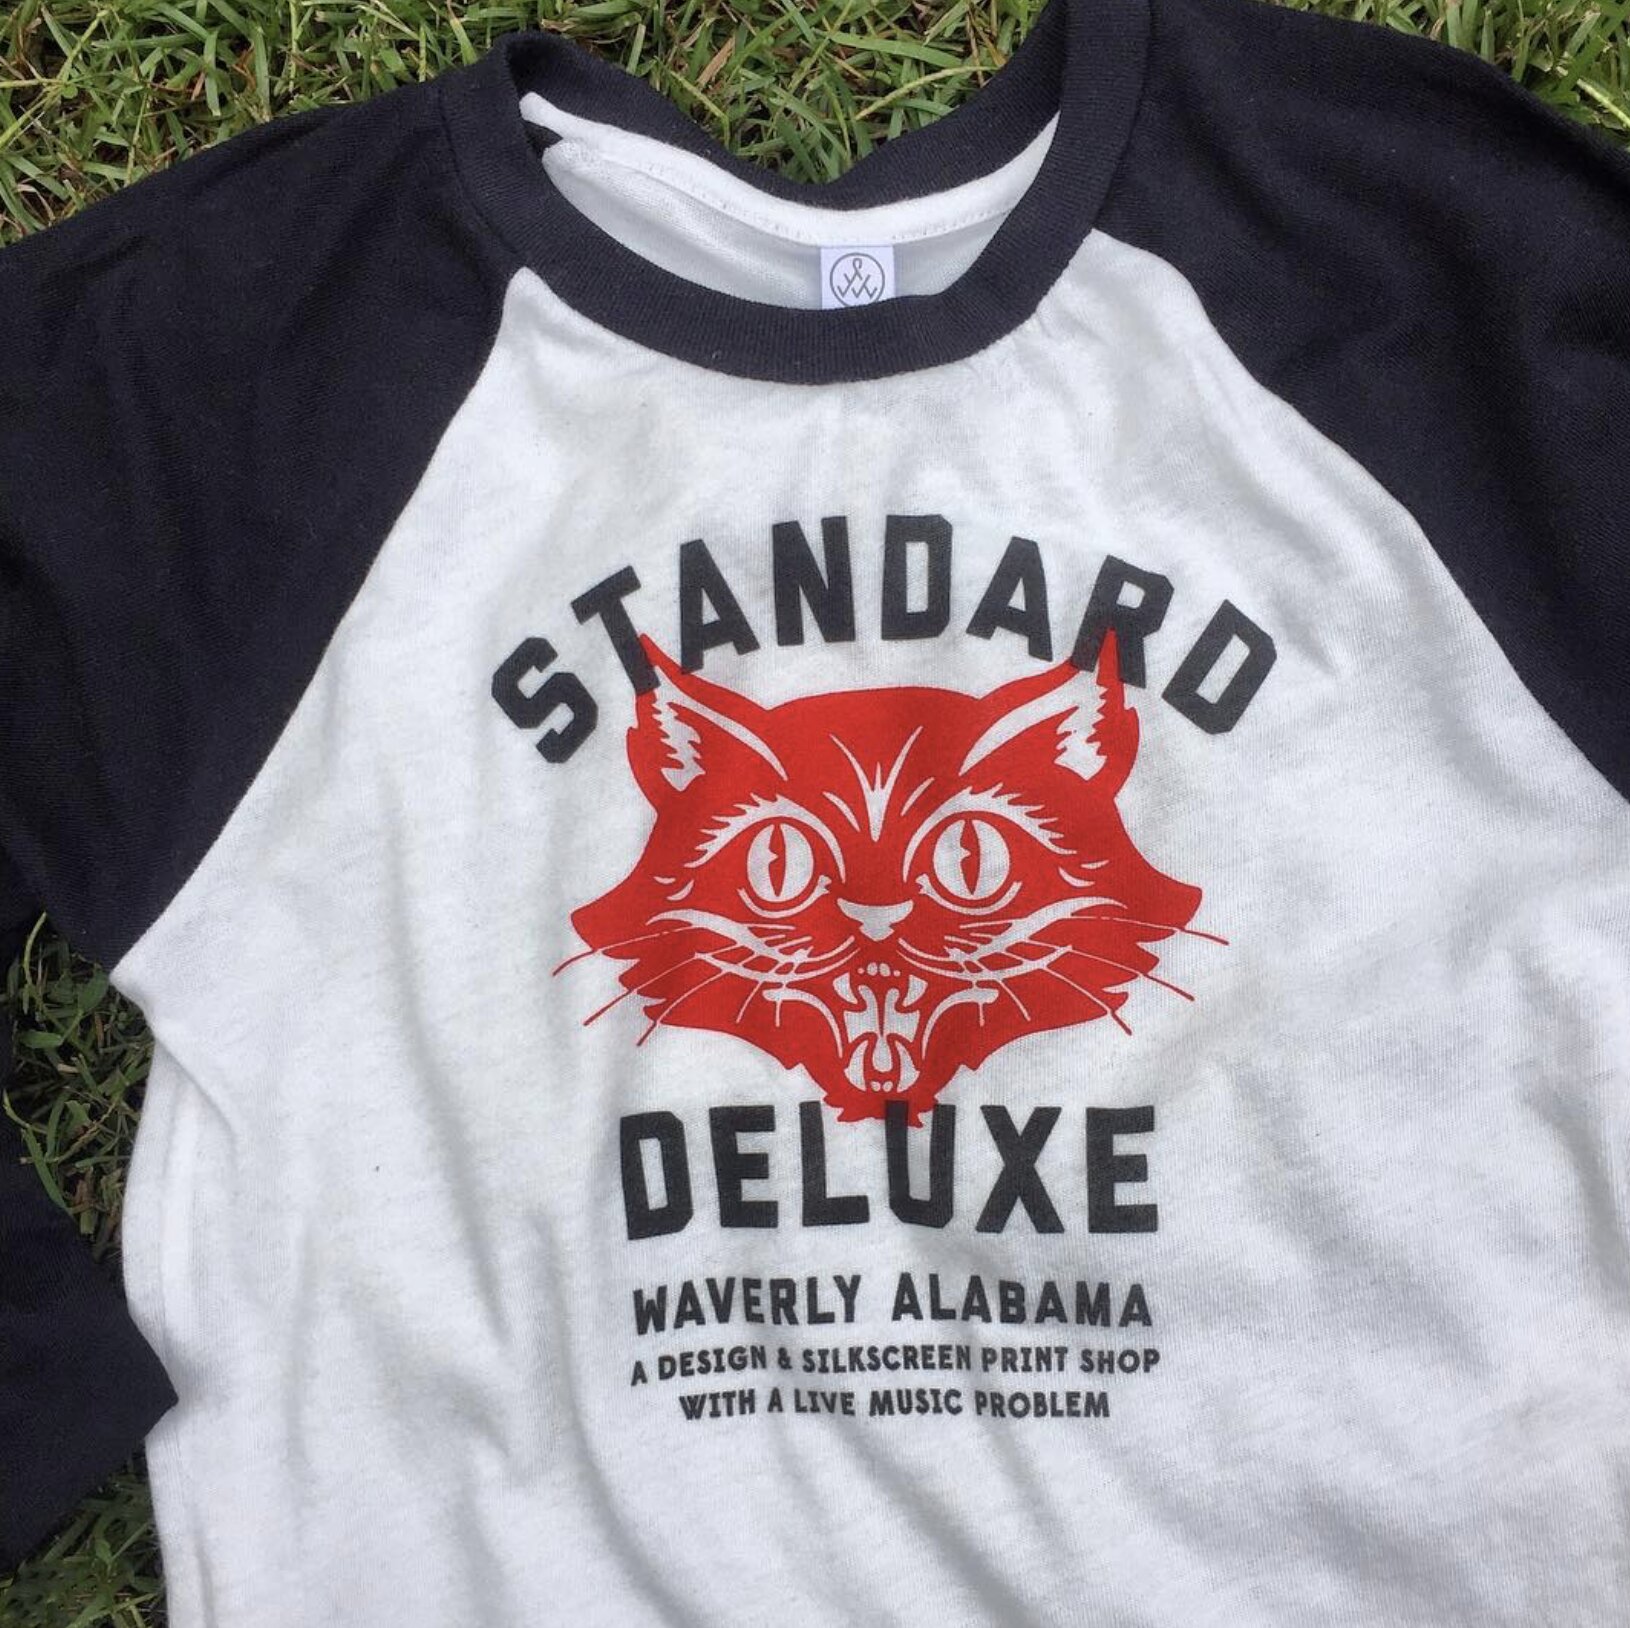 STANDARD
DELUXE
WAVERLY ALABAMA
A DESIGN & SILKSCREEN PRINT SHOP
WITH A LIVE MUSIC PROBLEM